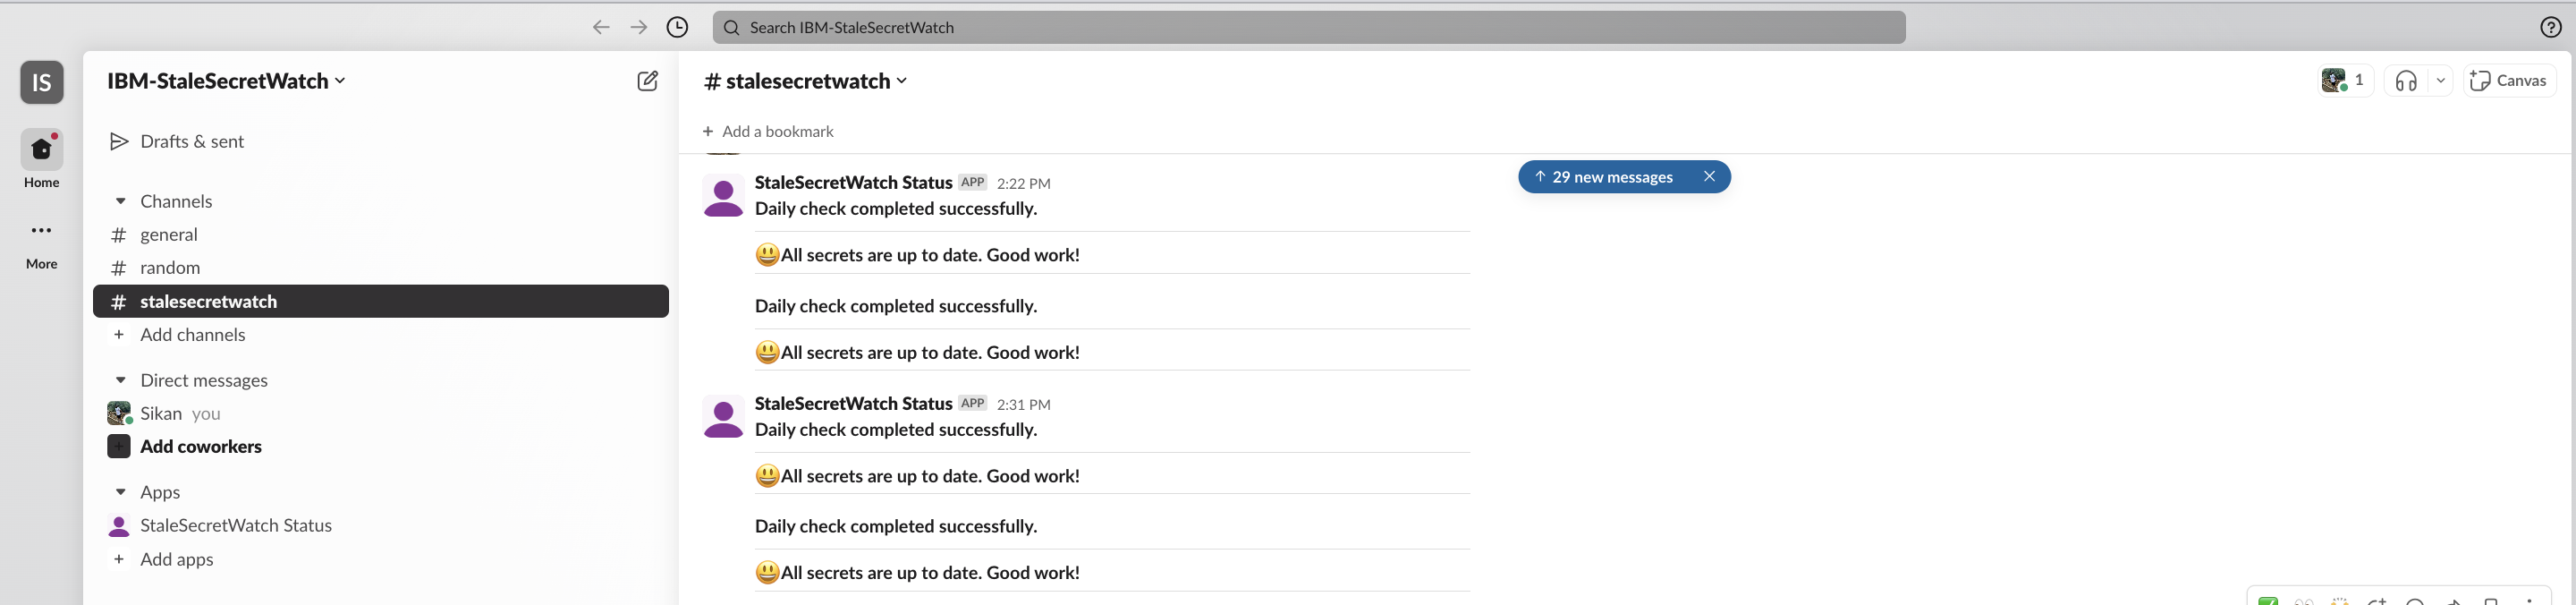 Search IBM-StaleSecretWatch
IS
Home
More
IBM-StaleSecretWatch
Drafts & sent
Channels
# general
# random
# stalesecretwatch
+ Add channels
Direct messages
Sikan you
+ Add coworkers
Apps
StaleSecretWatch Status
+ Add apps
# stalesecretwatch
1
Canvas
+ Add a bookmark
↑ 29 new messages ×
StaleSecretWatch Status APP 2:22 PM
Daily check completed successfully.
😃All secrets are up to date. Good work!
Daily check completed successfully.
😃All secrets are up to date. Good work!
StaleSecretWatch Status APP 2:31 PM
Daily check completed successfully.
😃All secrets are up to date. Good work!
Daily check completed successfully.
😃All secrets are up to date. Good work!